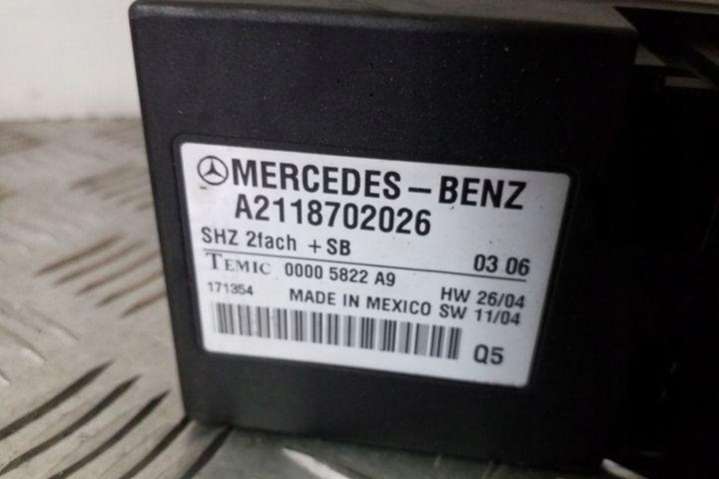 MERCEDES-BENZ
A2118702026
SHZ 2fach + SB 03 06
TEMIC 0000 5822 A9 HW 26/04
171354 MADE IN MEXICO SW 11/04
Q5